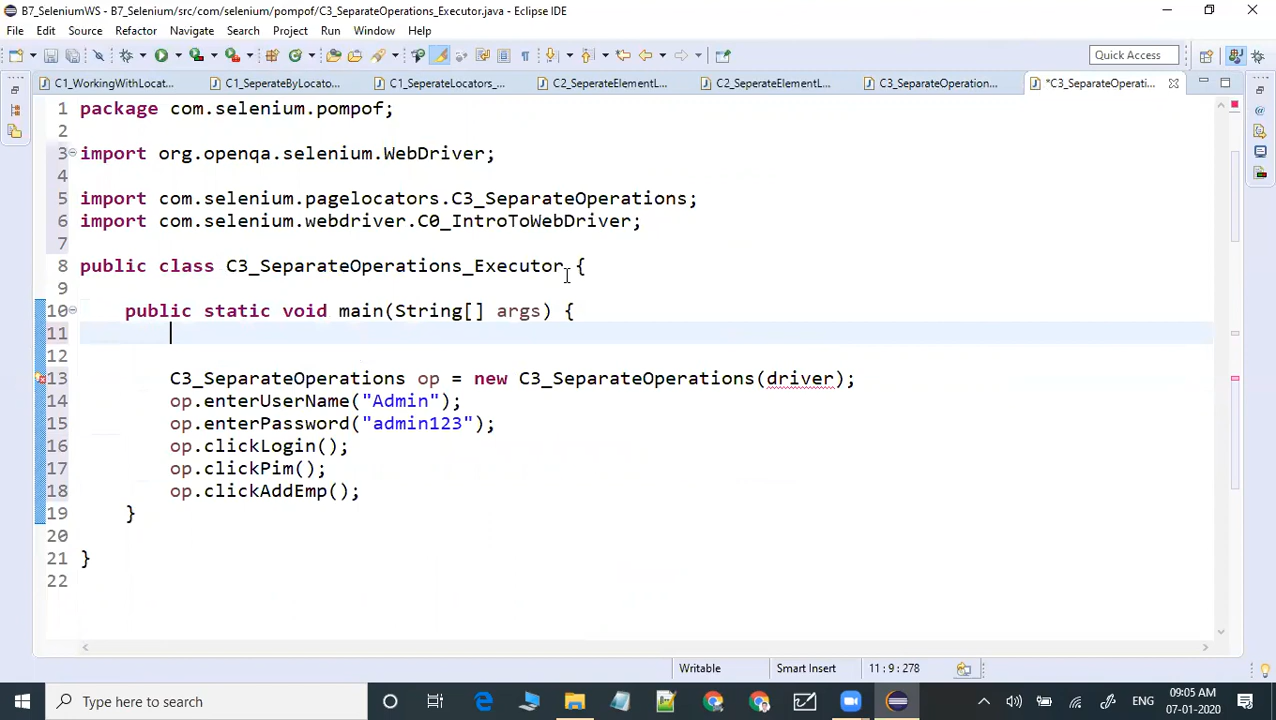 B7_SeleniumWS - B7_Selenium/src/com/selenium/pompof/C3_SeparateOperations_Executor.java - Eclipse IDE
File Edit Source Refactor Navigate Search Project Run Window Help
Quick Access
C1_WorkingWithLocat... C1_SeperateByLocato... C1_SeperateLocators_... C2_SeperateElementL... C2_SeperateElementL... C3_SeparateOperation... *C3_SeparateOperati...
1 package com.selenium.pompof;
2
3 import org.openqa.selenium.WebDriver;
4
5 import com.selenium.pagelocators.C3_SeparateOperations;
6 import com.selenium.webdriver.C0_IntroToWebDriver;
7
8 public class C3_SeparateOperations_Executor {
9
10 public static void main(String[] args) {
11
12
13 C3_SeparateOperations op = new C3_SeparateOperations(driver);
14 op.enterUserName("Admin");
15 op.enterPassword("admin123");
16 op.clickLogin();
17 op.clickPim();
18 op.clickAddEmp();
19 }
20
21 }
22
Writable Smart Insert 11 : 9 : 278
Type here to search
ENG
09:05 AM
07-01-2020